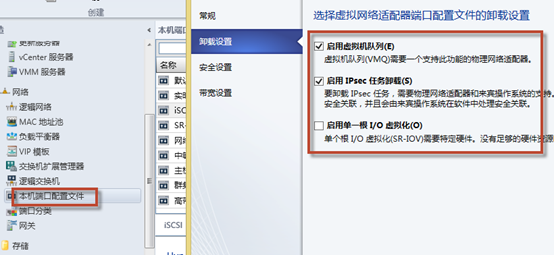 创建
更新服务器
vCenter 服务器
VMM 服务器
网络
逻辑网络
MAC 地址池
负载平衡器
VIP 模板
交换机扩展管理器
逻辑交换机
本机端口配置文件
端口分类
网关
存储
本机端口
名称
默认
实时
iSC
SR-
网络
中等
主机
群集
高带
iSCSI
常规
卸载设置
安全设置
带宽设置
选择虚拟网络适配器端口配置文件的卸载设置
启用虚拟机队列(E)
虚拟机队列(VMQ)需要一个支持此功能的物理网络适配器。
启用 IPsec 任务卸载(S)
要卸载 IPsec 任务，需要物理网络适配器和来宾操作系统的支持。
安全关联，并且会由来宾操作系统在软件中处理安全关联。
启用单一根 I/O 虚拟化(O)
单个根 I/O 虚拟化(SR-IOV)需要特定硬件。没有足够的硬件资源